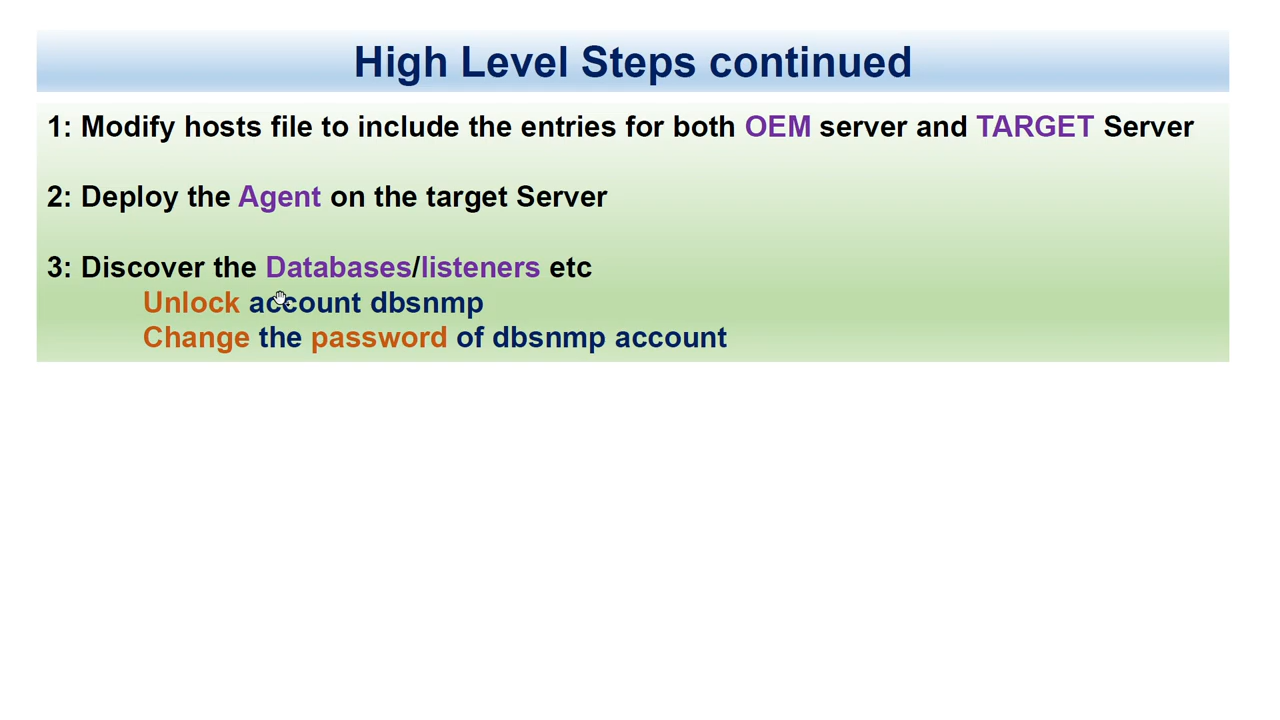 High Level Steps continued
1: Modify hosts file to include the entries for both OEM server and TARGET Server
2: Deploy the Agent on the target Server
3: Discover the Databases/listeners etc
Unlock account dbsnmp
Change the password of dbsnmp account